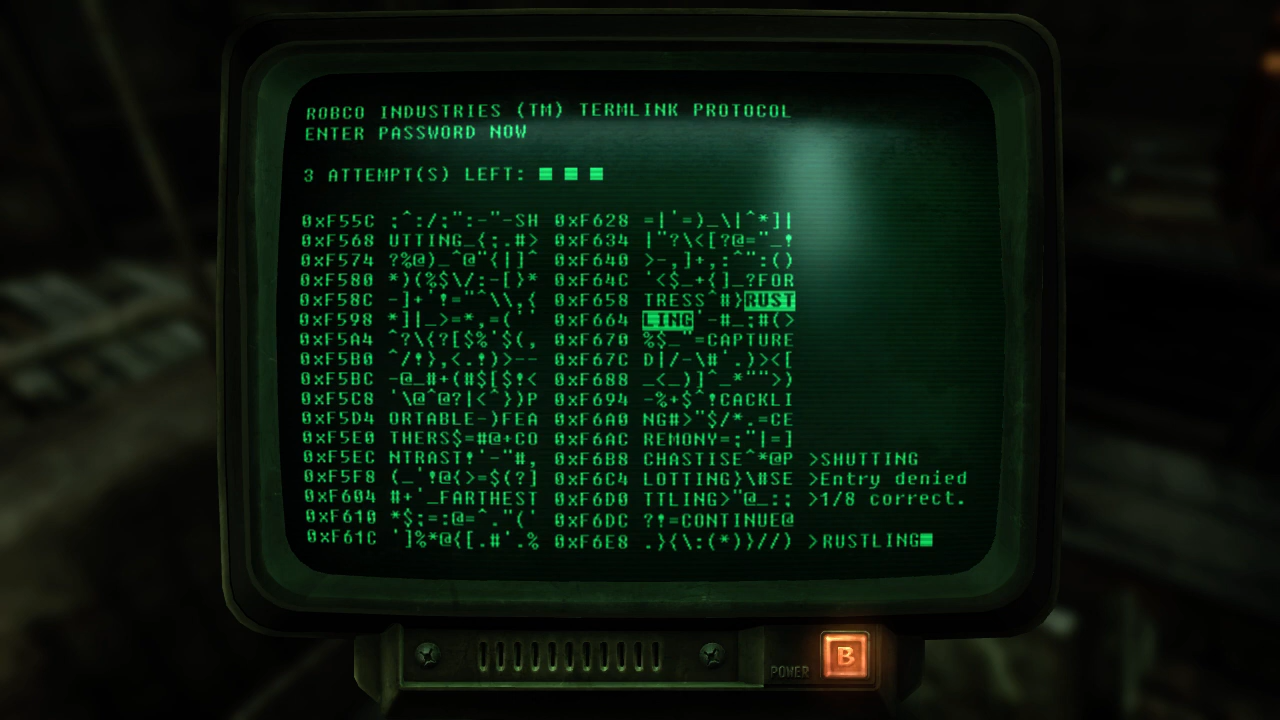 ROBCO INDUSTRIES (TM) TERMLINK PROTOCOL
ENTER PASSWORD NOW
3 ATTEMPT(S) LEFT: ■ ■ ■
0xF55C ;^:/;":-"-SH 0xF628 =|'=)_\|^*]|
0xF568 UTTING_{;.#> 0xF634 |"?\<[?@="_!
0xF574 ?%@)_^@"{|]^ 0xF640 >-,]+,:^":()
0xF580 *)(%$\/:-[}* 0xF64C '<$_+{]_?FOR
0xF58C -]+'!="^\\,{ 0xF658 TRESS^#}RUST
0xF598 *]|_>=*,=('' 0xF664 LING'-#_;#(>
0xF5A4 ^?\{?[$%'$(, 0xF670 %$_"=CAPTURE
0xF5B0 ^/!},<.!)>-- 0xF67C D|/-\#'.)><[
0xF5BC -@_#+(#$[$!< 0xF688 _<_)]^_*"">)
0xF5C8 '\@^@?|<^})P 0xF694 -%+$^!CACKLI
0xF5D4 ORTABLE-)FEA 0xF6A0 NG#>"$/*.=CE
0xF5E0 THERS$=#@+CO 0xF6AC REMONY=;"|=]
0xF5EC NTRAST!'-"#, 0xF6B8 CHASTISE^*@P >SHUTTING
0xF5F8 (_'!@{>=$(?] 0xF6C4 LOTTING}\#SE >Entry denied
0xF604 #+'_FARTHEST 0xF6D0 TTLING>"@_:; >1/8 correct.
0xF610 *$;=:@=^."(' 0xF6DC ?!=CONTINUE@
0xF61C ']%*@{[.#'.% 0xF6E8 .}{\:(*)}//) >RUSTLING■
POWER
B